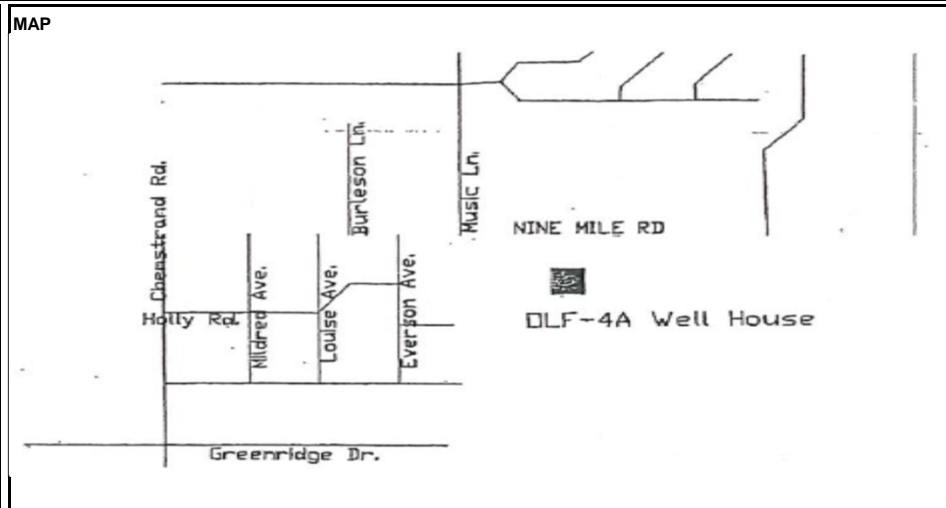 MAP
Chenstrand Rd.
Burleson Ln.
Music Ln.
NINE MILE RD
Holly Rd.
Mildred Ave.
Louise Ave.
Everson Ave.
OLF-4A Well House
Greenridge Dr.